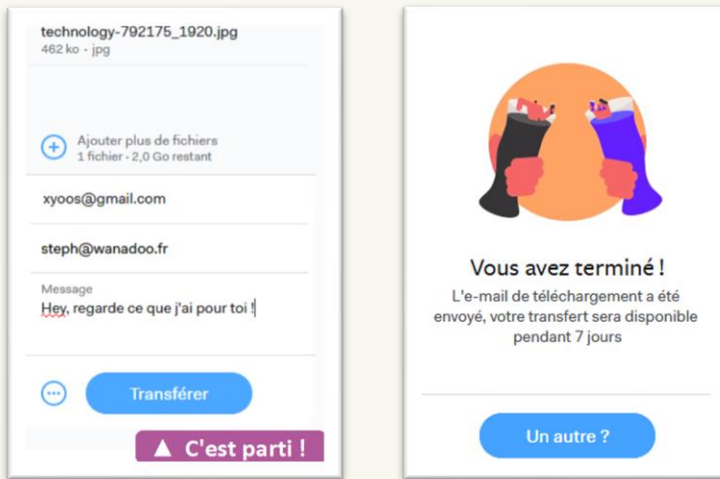 technology-792175_1920.jpg
462 ko - jpg
Ajouter plus de fichiers
1 fichier - 2,0 Go restant
xyoos@gmail.com
steph@wanadoo.fr
Message
Hey, regarde ce que j'ai pour toi !
Transférer
▲ C'est parti !
Vous avez terminé !
L'e-mail de téléchargement a été
envoyé, votre transfert sera disponible
pendant 7 jours
Un autre ?